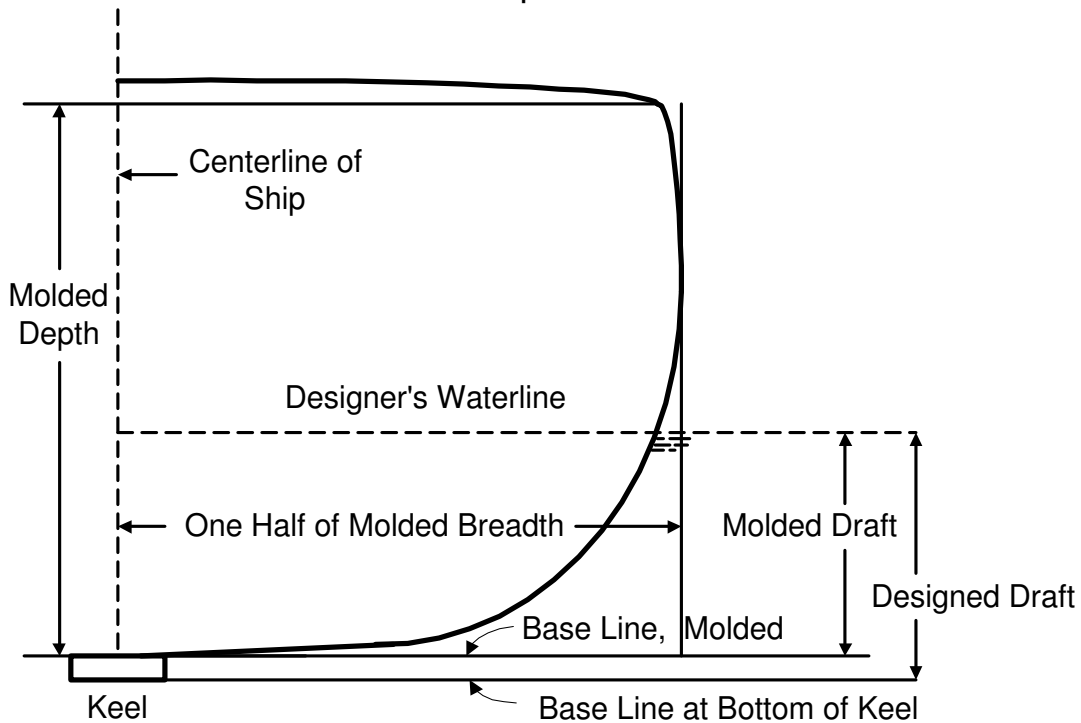 Centerline of
Ship
Molded
Depth
Designer's Waterline
One Half of Molded Breadth
Molded Draft
Designed Draft
Base Line, Molded
Keel
Base Line at Bottom of Keel